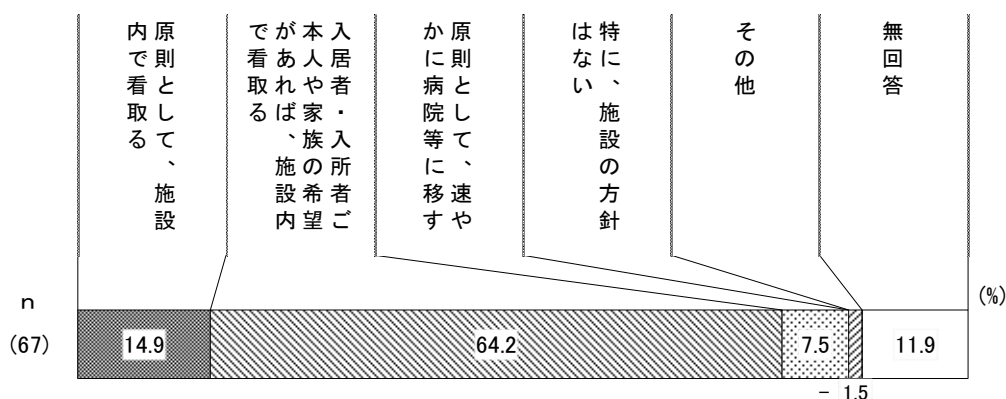 原則として、施設
内で看取る
入居者・入所者ご
本人や家族の希望
があれば、施設内
で看取る
原則として、速や
かに病院等に移す
特に、施設の方針
はない
その他
無回答
n
(%)
(67)
14.9
64.2
7.5
11.9
- 1.5